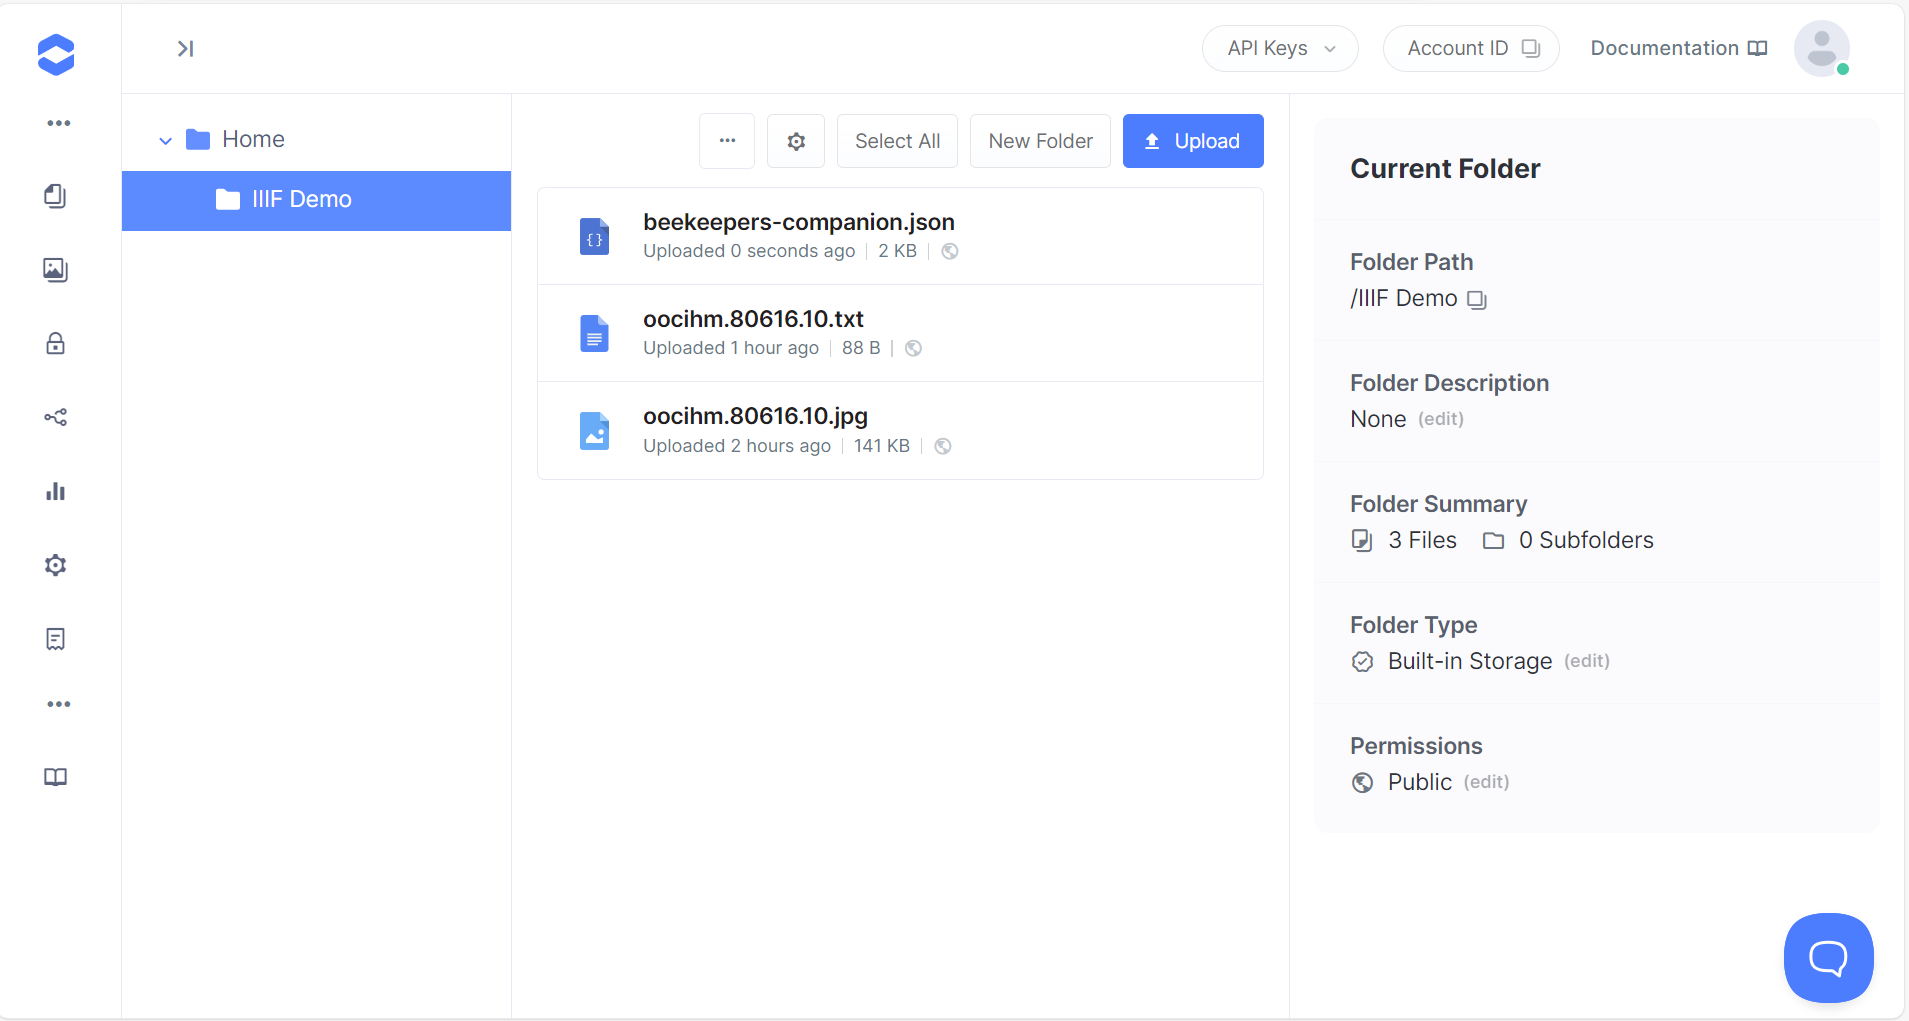 API Keys
Account ID
Documentation
Home
IIIF Demo
Select All
New Folder
Upload
beekeepers-companion.json
Uploaded 0 seconds ago | 2 KB
oocihm.80616.10.txt
Uploaded 1 hour ago | 88 B
oocihm.80616.10.jpg
Uploaded 2 hours ago | 141 KB
Current Folder
Folder Path
/IIIF Demo
Folder Description
None (edit)
Folder Summary
3 Files 0 Subfolders
Folder Type
Built-in Storage (edit)
Permissions
Public (edit)